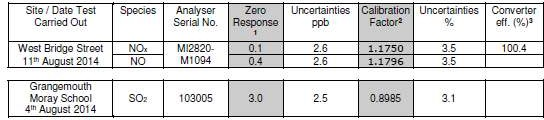 Site / Date Test Carried Out Species Analyser Serial No. Zero Response 1 Uncertainties ppb Calibration Factor² Uncertainties % Converter eff. (%)³
West Bridge Street 11th August 2014 NOx MI2820-M1094 0.1 2.6 1.1750 3.5 100.4
NO 0.4 2.6 1.1796 3.5
Grangemouth Moray School 4th August 2014 SO2 103005 3.0 2.5 0.8985 3.1